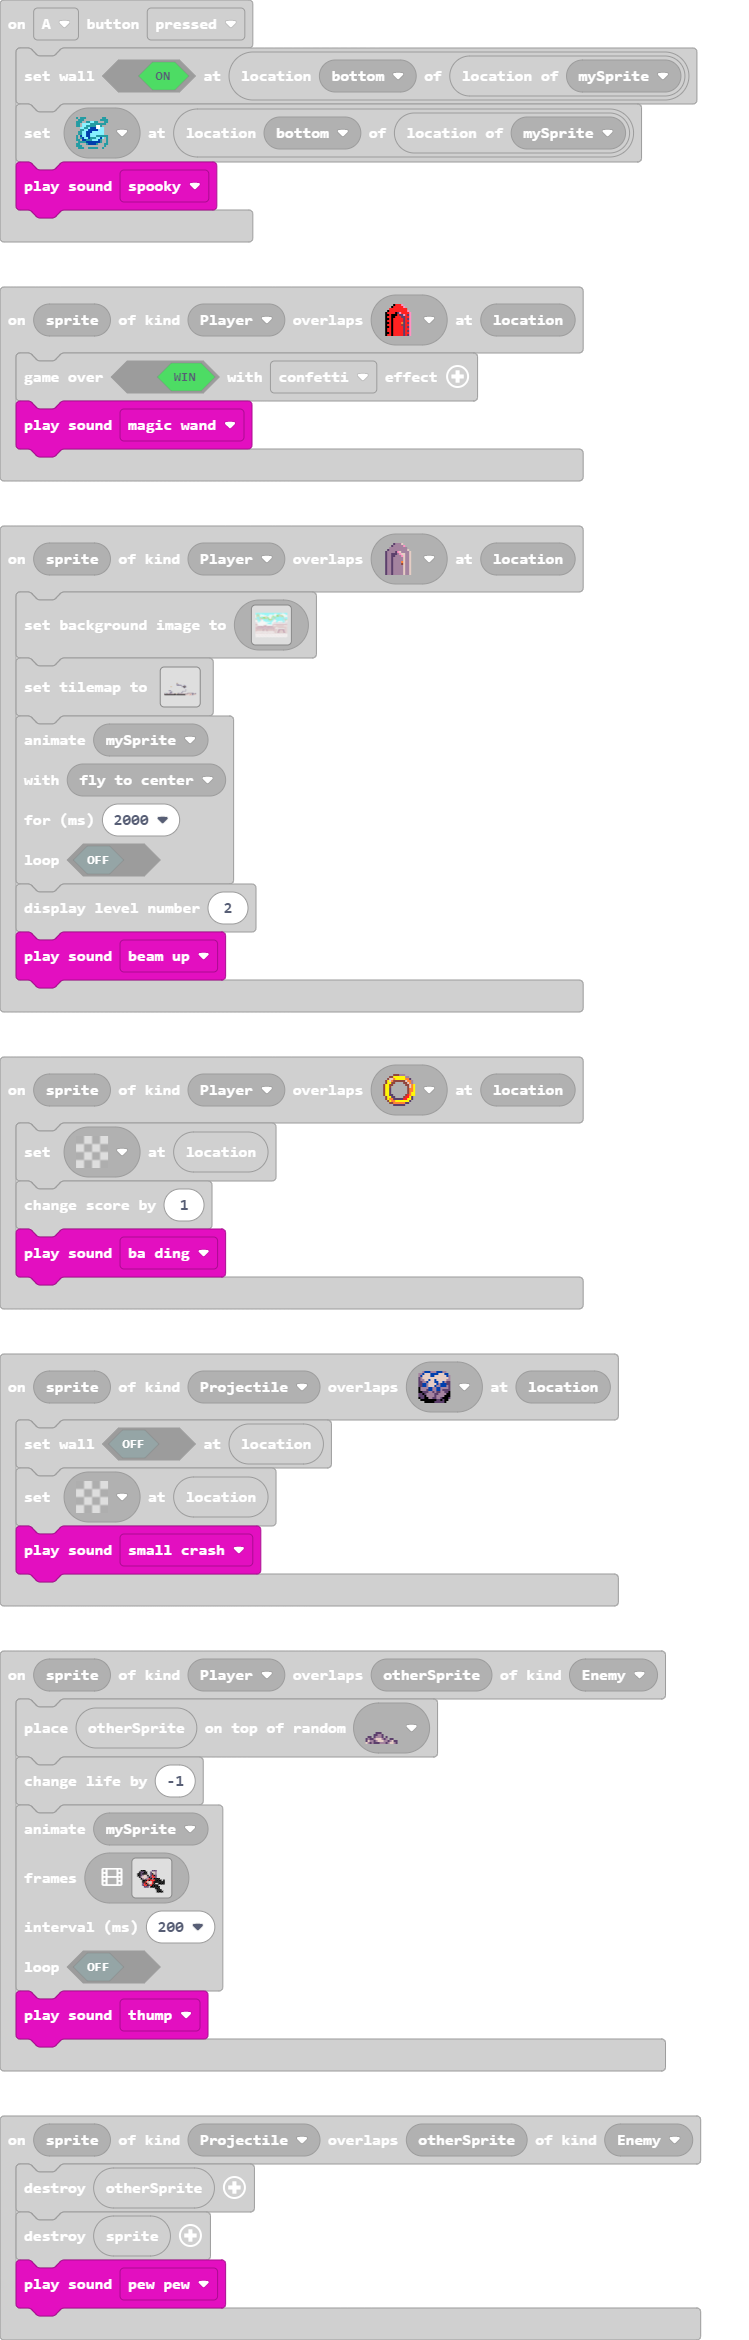 on A button pressed
set wall ON at location bottom of location of mySprite
set at location bottom of location of mySprite
play sound spooky
on sprite of kind Player overlaps at location
game over WIN with confetti effect
play sound magic wand
on sprite of kind Player overlaps at location
set background image to
set tilemap to
animate mySprite
with fly to center
for (ms) 2000
loop OFF
display level number 2
play sound beam up
on sprite of kind Player overlaps at location
set at location
change score by 1
play sound ba ding
on sprite of kind Projectile overlaps at location
set wall OFF at location
set at location
play sound small crash
on sprite of kind Player overlaps otherSprite of kind Enemy
place otherSprite on top of random
change life by -1
animate mySprite
frames
interval (ms) 200
loop OFF
play sound thump
on sprite of kind Projectile overlaps otherSprite of kind Enemy
destroy otherSprite
destroy sprite
play sound pew pew